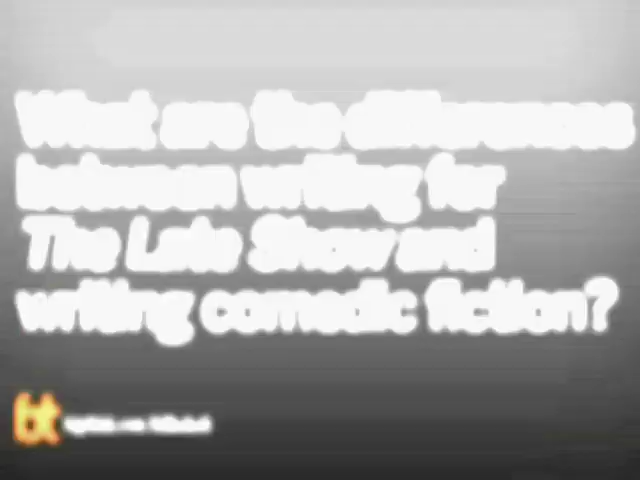 What are the differences
between writing for
The Late Show and
writing comedic fiction?
bt